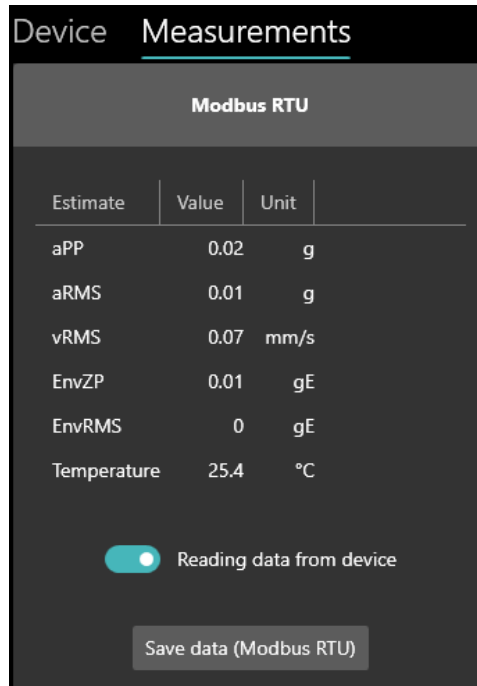 Device Measurements
Modbus RTU
Estimate Value Unit
aPP 0.02 g
aRMS 0.01 g
vRMS 0.07 mm/s
EnvZP 0.01 gE
EnvRMS 0 gE
Temperature 25.4 °C
Reading data from device
Save data (Modbus RTU)